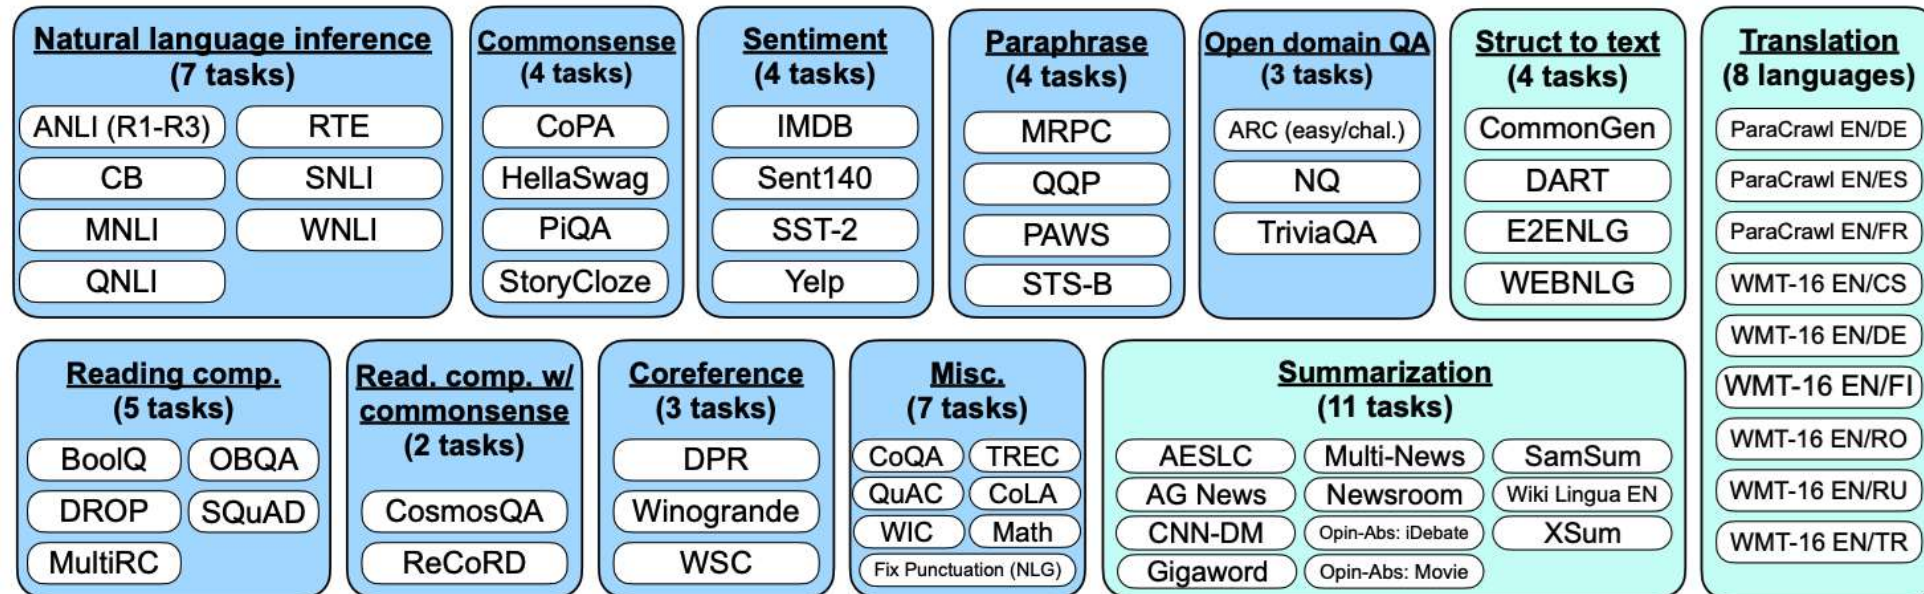 Natural language inference
(7 tasks)
ANLI (R1-R3)
RTE
CB
SNLI
MNLI
WNLI
QNLI
Commonsense
(4 tasks)
CoPA
HellaSwag
PiQA
StoryCloze
Sentiment
(4 tasks)
IMDB
Sent140
SST-2
Yelp
Paraphrase
(4 tasks)
MRPC
QQP
PAWS
STS-B
Open domain QA
(3 tasks)
ARC (easy/chal.)
NQ
TriviaQA
Struct to text
(4 tasks)
CommonGen
DART
E2ENLG
WEBNLG
Translation
(8 languages)
ParaCrawl EN/DE
ParaCrawl EN/ES
ParaCrawl EN/FR
WMT-16 EN/CS
WMT-16 EN/DE
WMT-16 EN/FI
WMT-16 EN/RO
WMT-16 EN/RU
WMT-16 EN/TR
Reading comp.
(5 tasks)
BoolQ
OBQA
DROP
SQuAD
MultiRC
Read. comp. w/
commonsense
(2 tasks)
CosmosQA
ReCoRD
Coreference
(3 tasks)
DPR
Winogrande
WSC
Misc.
(7 tasks)
CoQA
TREC
QuAC
CoLA
WIC
Math
Fix Punctuation (NLG)
Summarization
(11 tasks)
AESLC
Multi-News
SamSum
AG News
Newsroom
Wiki Lingua EN
CNN-DM
Opin-Abs: iDebate
XSum
Gigaword
Opin-Abs: Movie